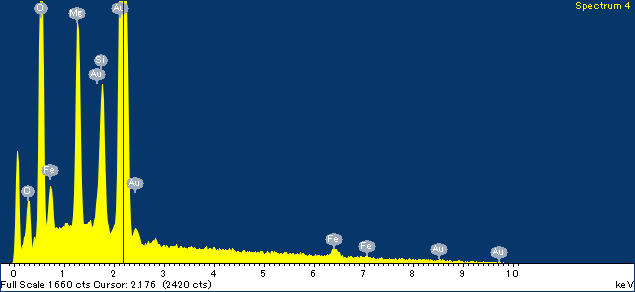 Spectrum 4
O Mg Au
Si
Au
Fe Au
C
Fe Fe Au Au
0 1 2 3 4 5 6 7 8 9 10
Full Scale 1660 cts Cursor: 2.176 (2420 cts) keV